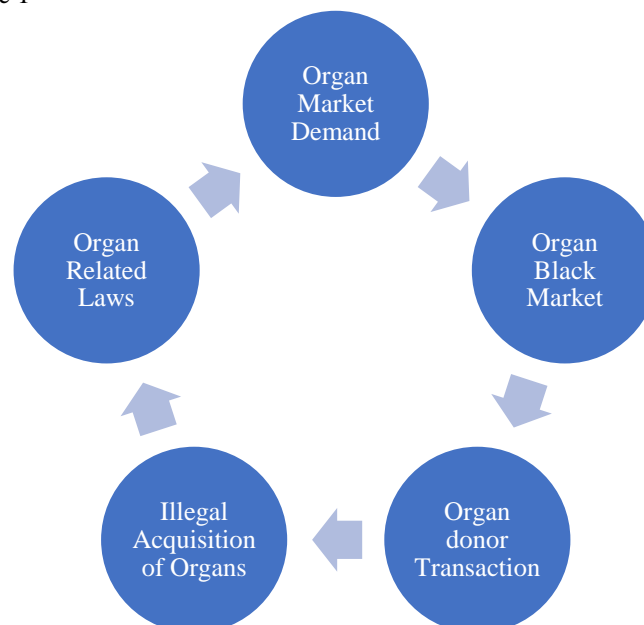 Organ
Market
Demand
Organ
Black
Market
Organ
donor
Transaction
Illegal
Acquisition
of Organs
Organ
Related
Laws